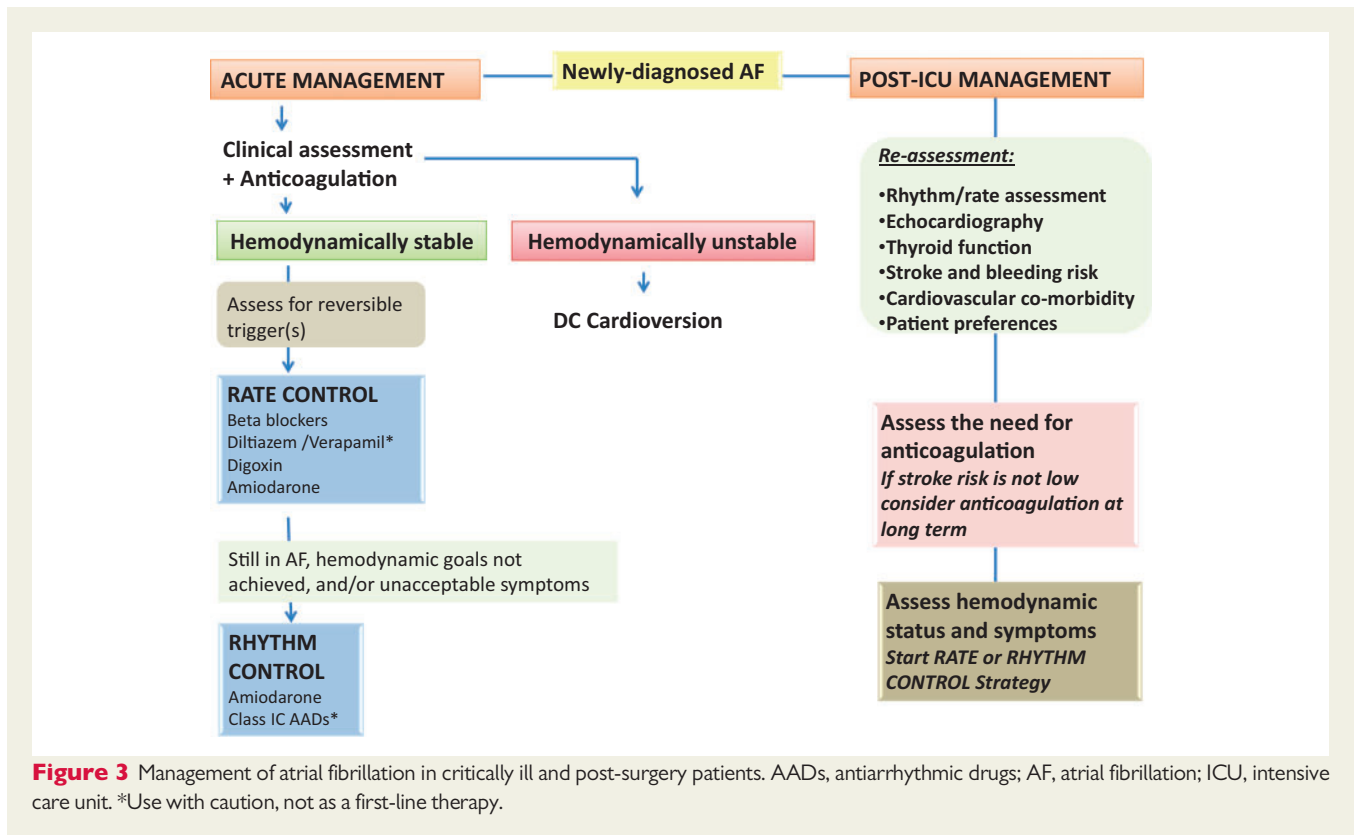 Newly-diagnosed AF
ACUTE MANAGEMENT
Clinical assessment
+ Anticoagulation
Hemodynamically stable
Assess for reversible
trigger(s)
RATE CONTROL
Beta blockers
Diltiazem /Verapamil*
Digoxin
Amiodarone
Still in AF, hemodynamic goals not
achieved, and/or unacceptable symptoms
RHYTHM
CONTROL
Amiodarone
Class IC AADs*
Hemodynamically unstable
DC Cardioversion
POST-ICU MANAGEMENT
Re-assessment:
•Rhythm/rate assessment
•Echocardiography
•Thyroid function
•Stroke and bleeding risk
•Cardiovascular co-morbidity
•Patient preferences
Assess the need for
anticoagulation
If stroke risk is not low
consider anticoagulation at
long term
Assess hemodynamic
status and symptoms
Start RATE or RHYTHM
CONTROL Strategy
Figure 3 Management of atrial fibrillation in critically ill and post-surgery patients. AADs, antiarrhythmic drugs; AF, atrial fibrillation; ICU, intensive
care unit. *Use with caution, not as a first-line therapy.